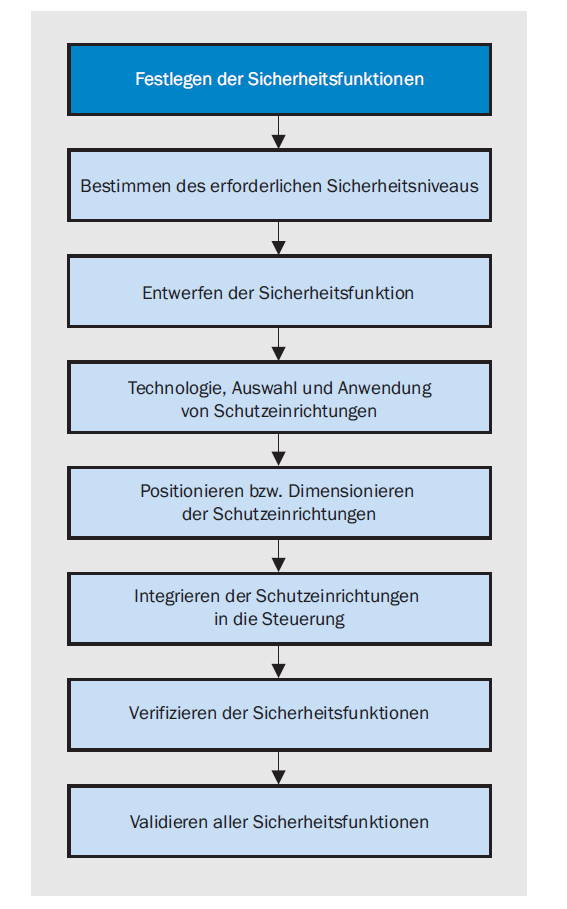 Festlegen der Sicherheitsfunktionen
Bestimmen des erforderlichen Sicherheitsniveaus
Entwerfen der Sicherheitsfunktion
Technologie, Auswahl und Anwendung
von Schutzeinrichtungen
Positionieren bzw. Dimensionieren
der Schutzeinrichtungen
Integrieren der Schutzeinrichtungen
in die Steuerung
Verifizieren der Sicherheitsfunktionen
Validieren aller Sicherheitsfunktionen